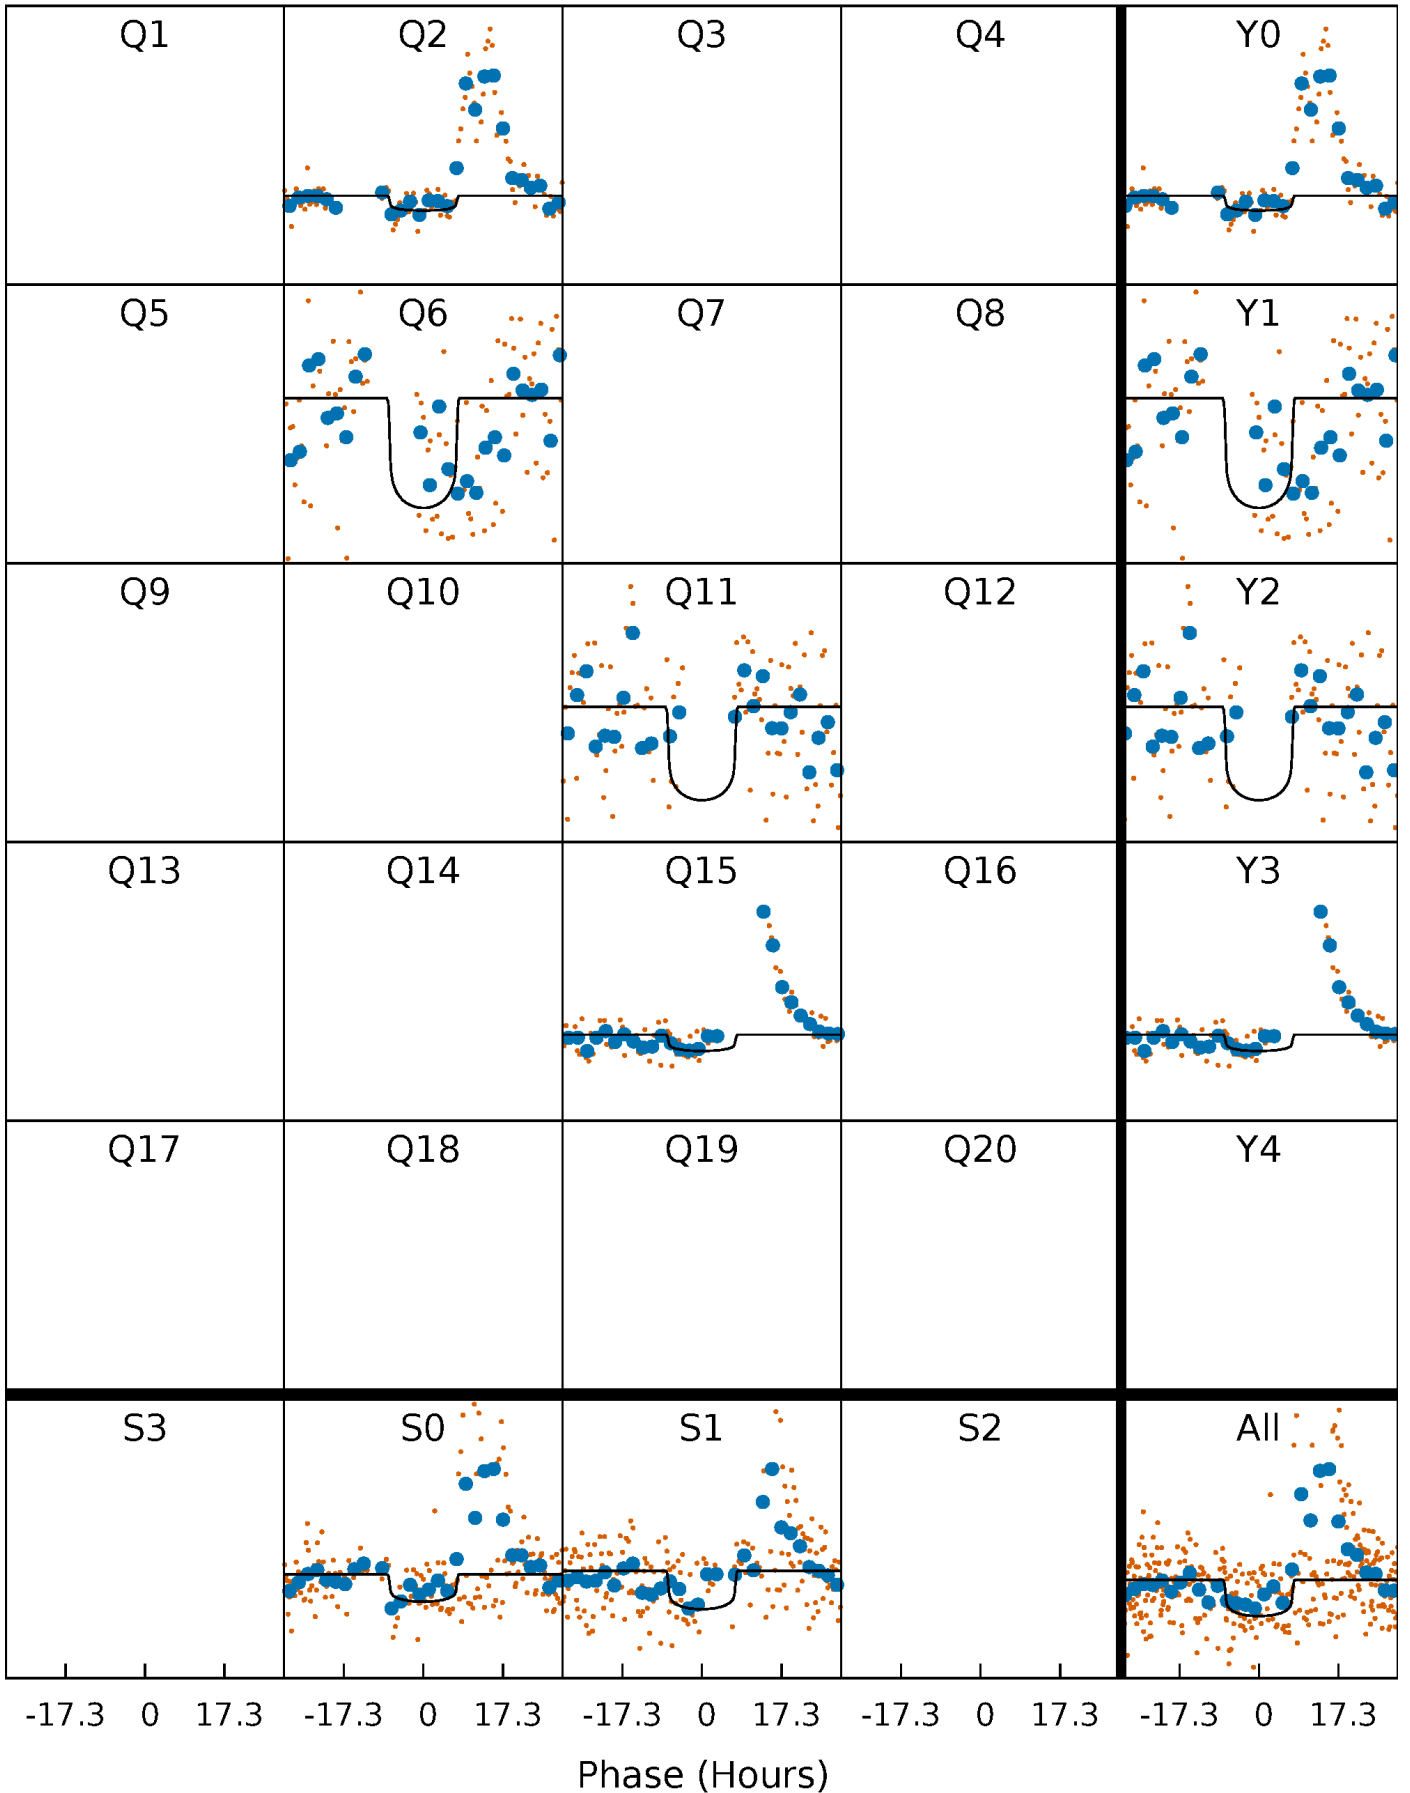 Q1 Q2 Q3 Q4 Y0
Q5 Q6 Q7 Q8 Y1
Q9 Q10 Q11 Q12 Y2
Q13 Q14 Q15 Q16 Y3
Q17 Q18 Q19 Q20 Y4
S3 S0 S1 S2 All
-17.3 0 17.3 -17.3 0 17.3 -17.3 0 17.3 -17.3 0 17.3 -17.3 0 17.3
Phase (Hours)